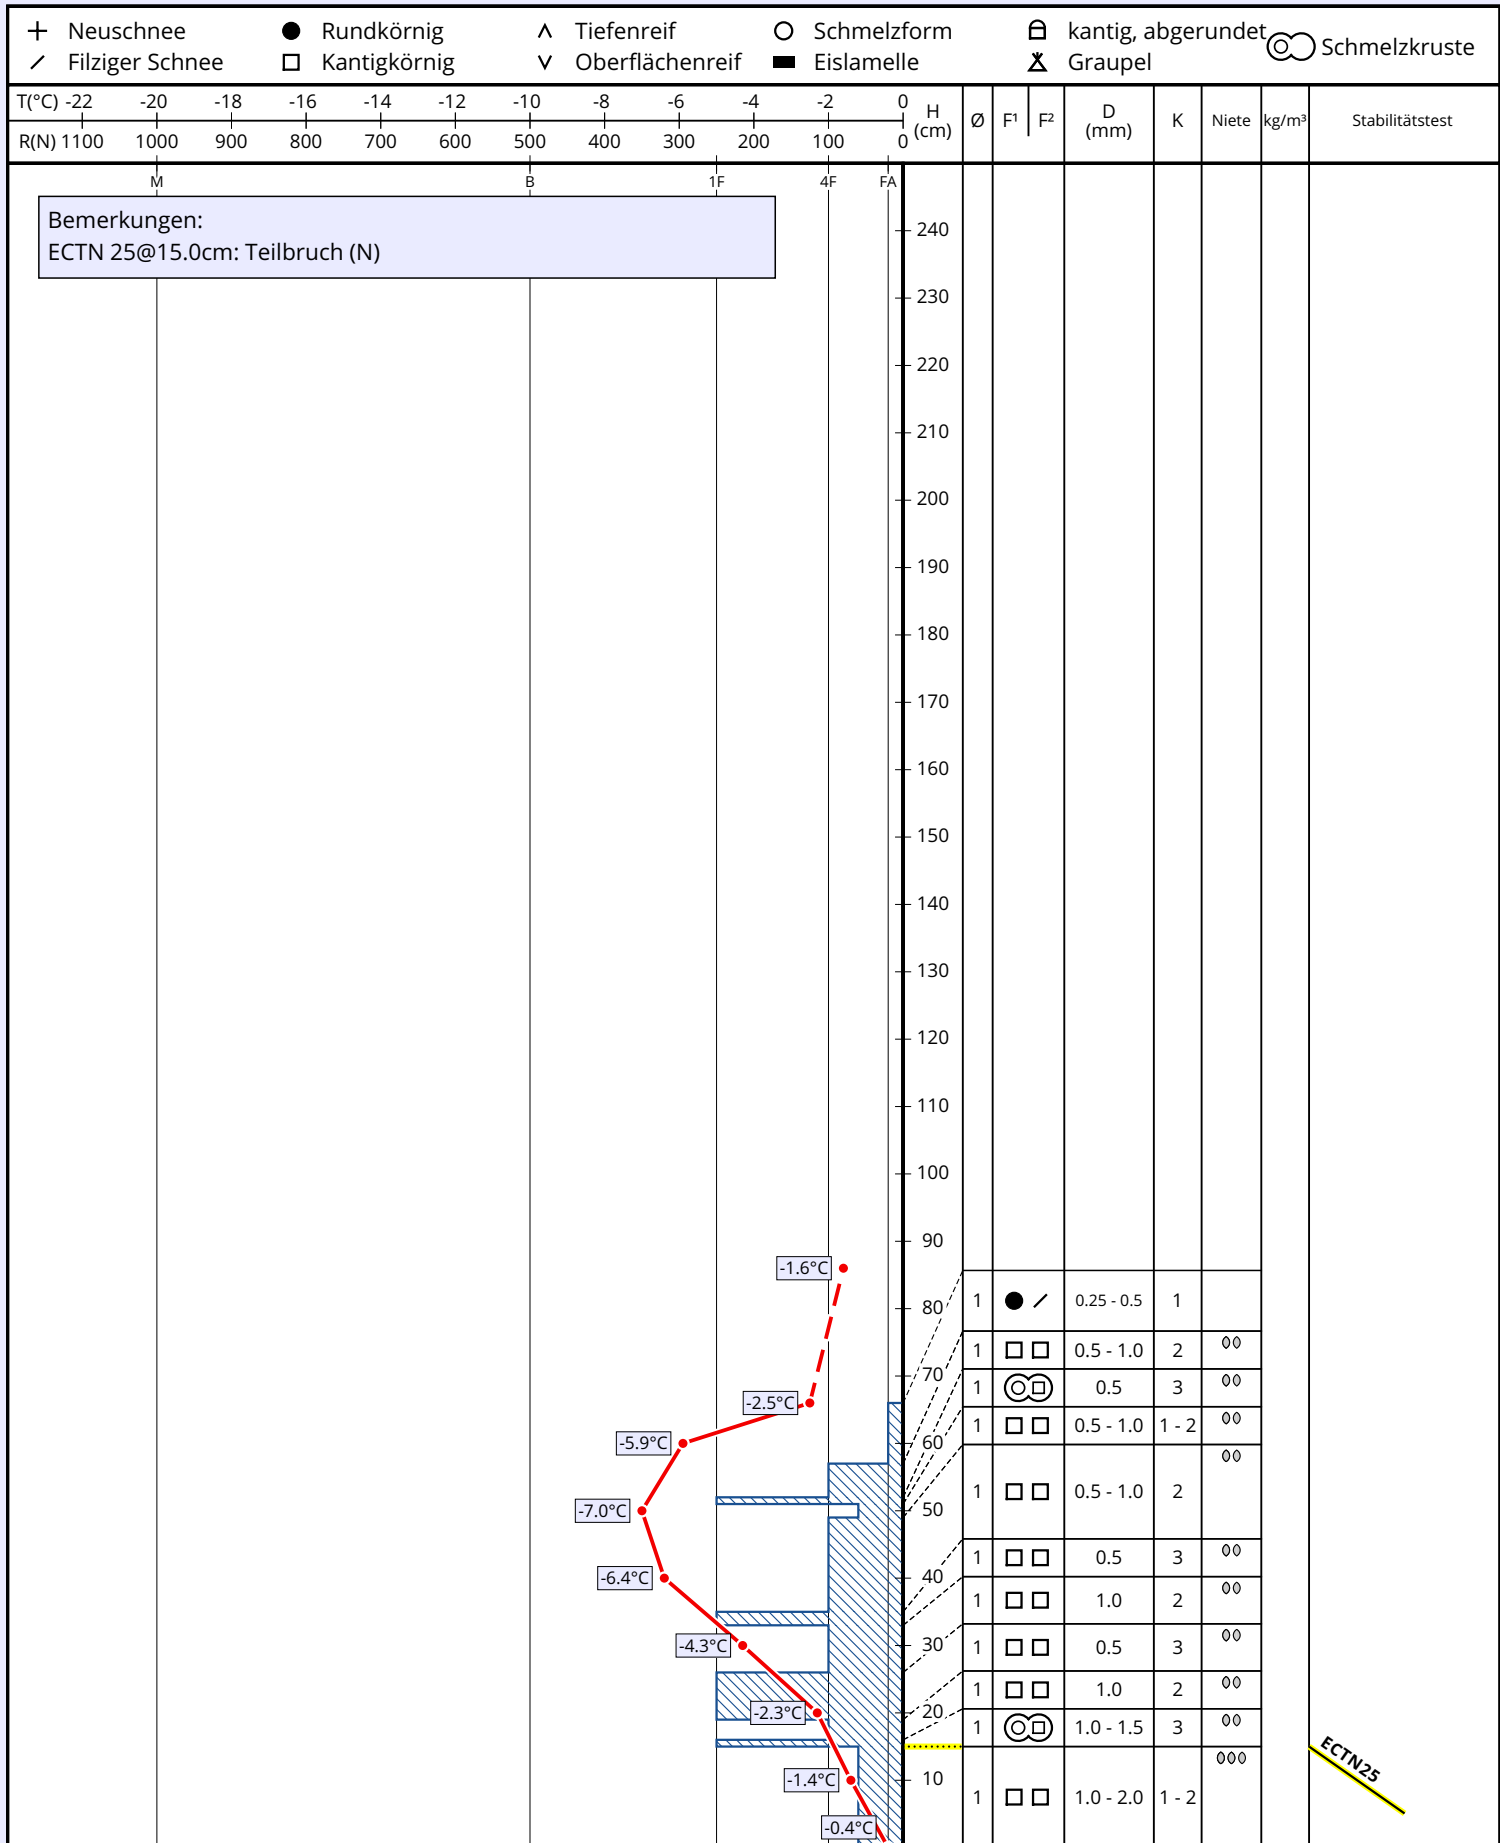 Neuschnee Rundkörnig Tiefenreif Schmelzform kantig, abgerundet Schmelzkruste
Filziger Schnee Kantigkörnig Oberflächenreif Eislamelle Graupel
T(°C) -22 -20 -18 -16 -14 -12 -10 -8 -6 -4 -2 0
R(N) 1100 1000 900 800 700 600 500 400 300 200 100 0
H (cm) Ø F¹ F² D (mm) K Niete kg/m³ Stabilitätstest
M B 1F 4F FA
Bemerkungen:
ECTN 25@15.0cm: Teilbruch (N)
240
230
220
210
200
190
180
170
160
150
140
130
120
110
100
90
80
70
60
50
40
30
20
10
-1.6°C
-2.5°C
-5.9°C
-7.0°C
-6.4°C
-4.3°C
-2.3°C
-1.4°C
-0.4°C
1 0.25 - 0.5 1
1 0.5 - 1.0 2
1 0.5 3
1 0.5 - 1.0 1 - 2
1 0.5 - 1.0 2
1 0.5 3
1 1.0 2
1 0.5 3
1 1.0 2
1 1.0 - 1.5 3
1 1.0 - 2.0 1 - 2
ECTN25